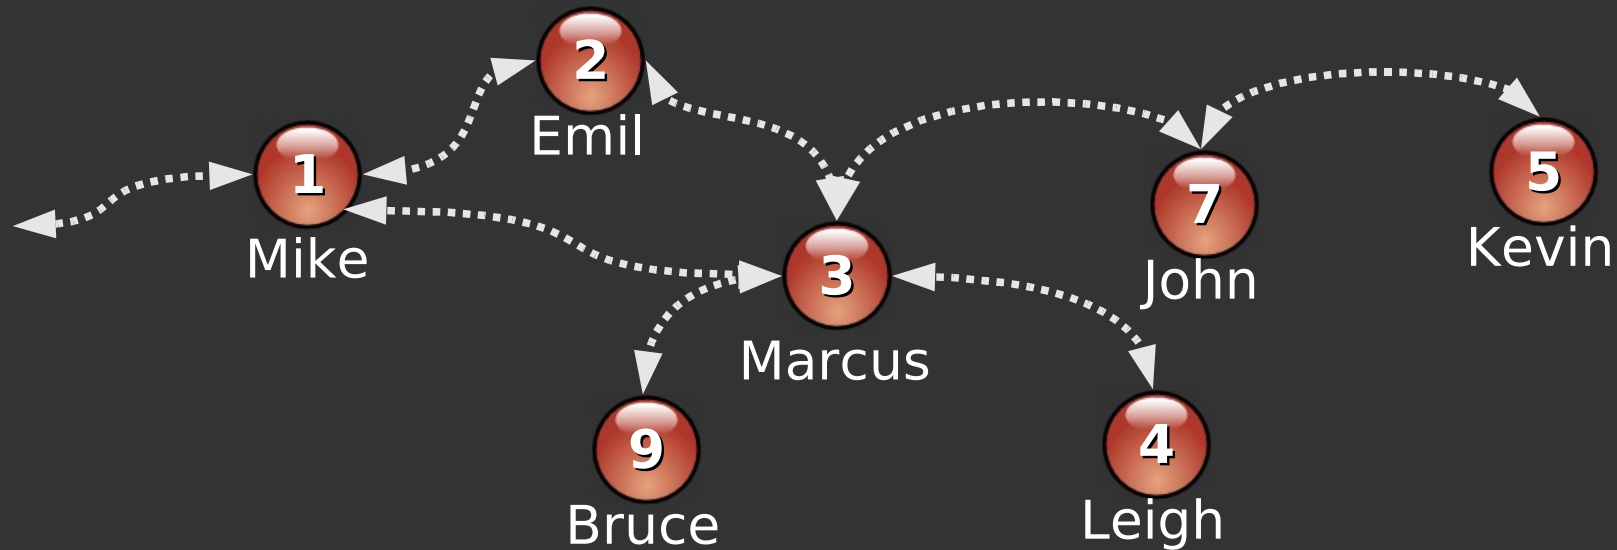 2
Emil
1
Mike
7
John
5
Kevin
3
Marcus
9
Bruce
4
Leigh